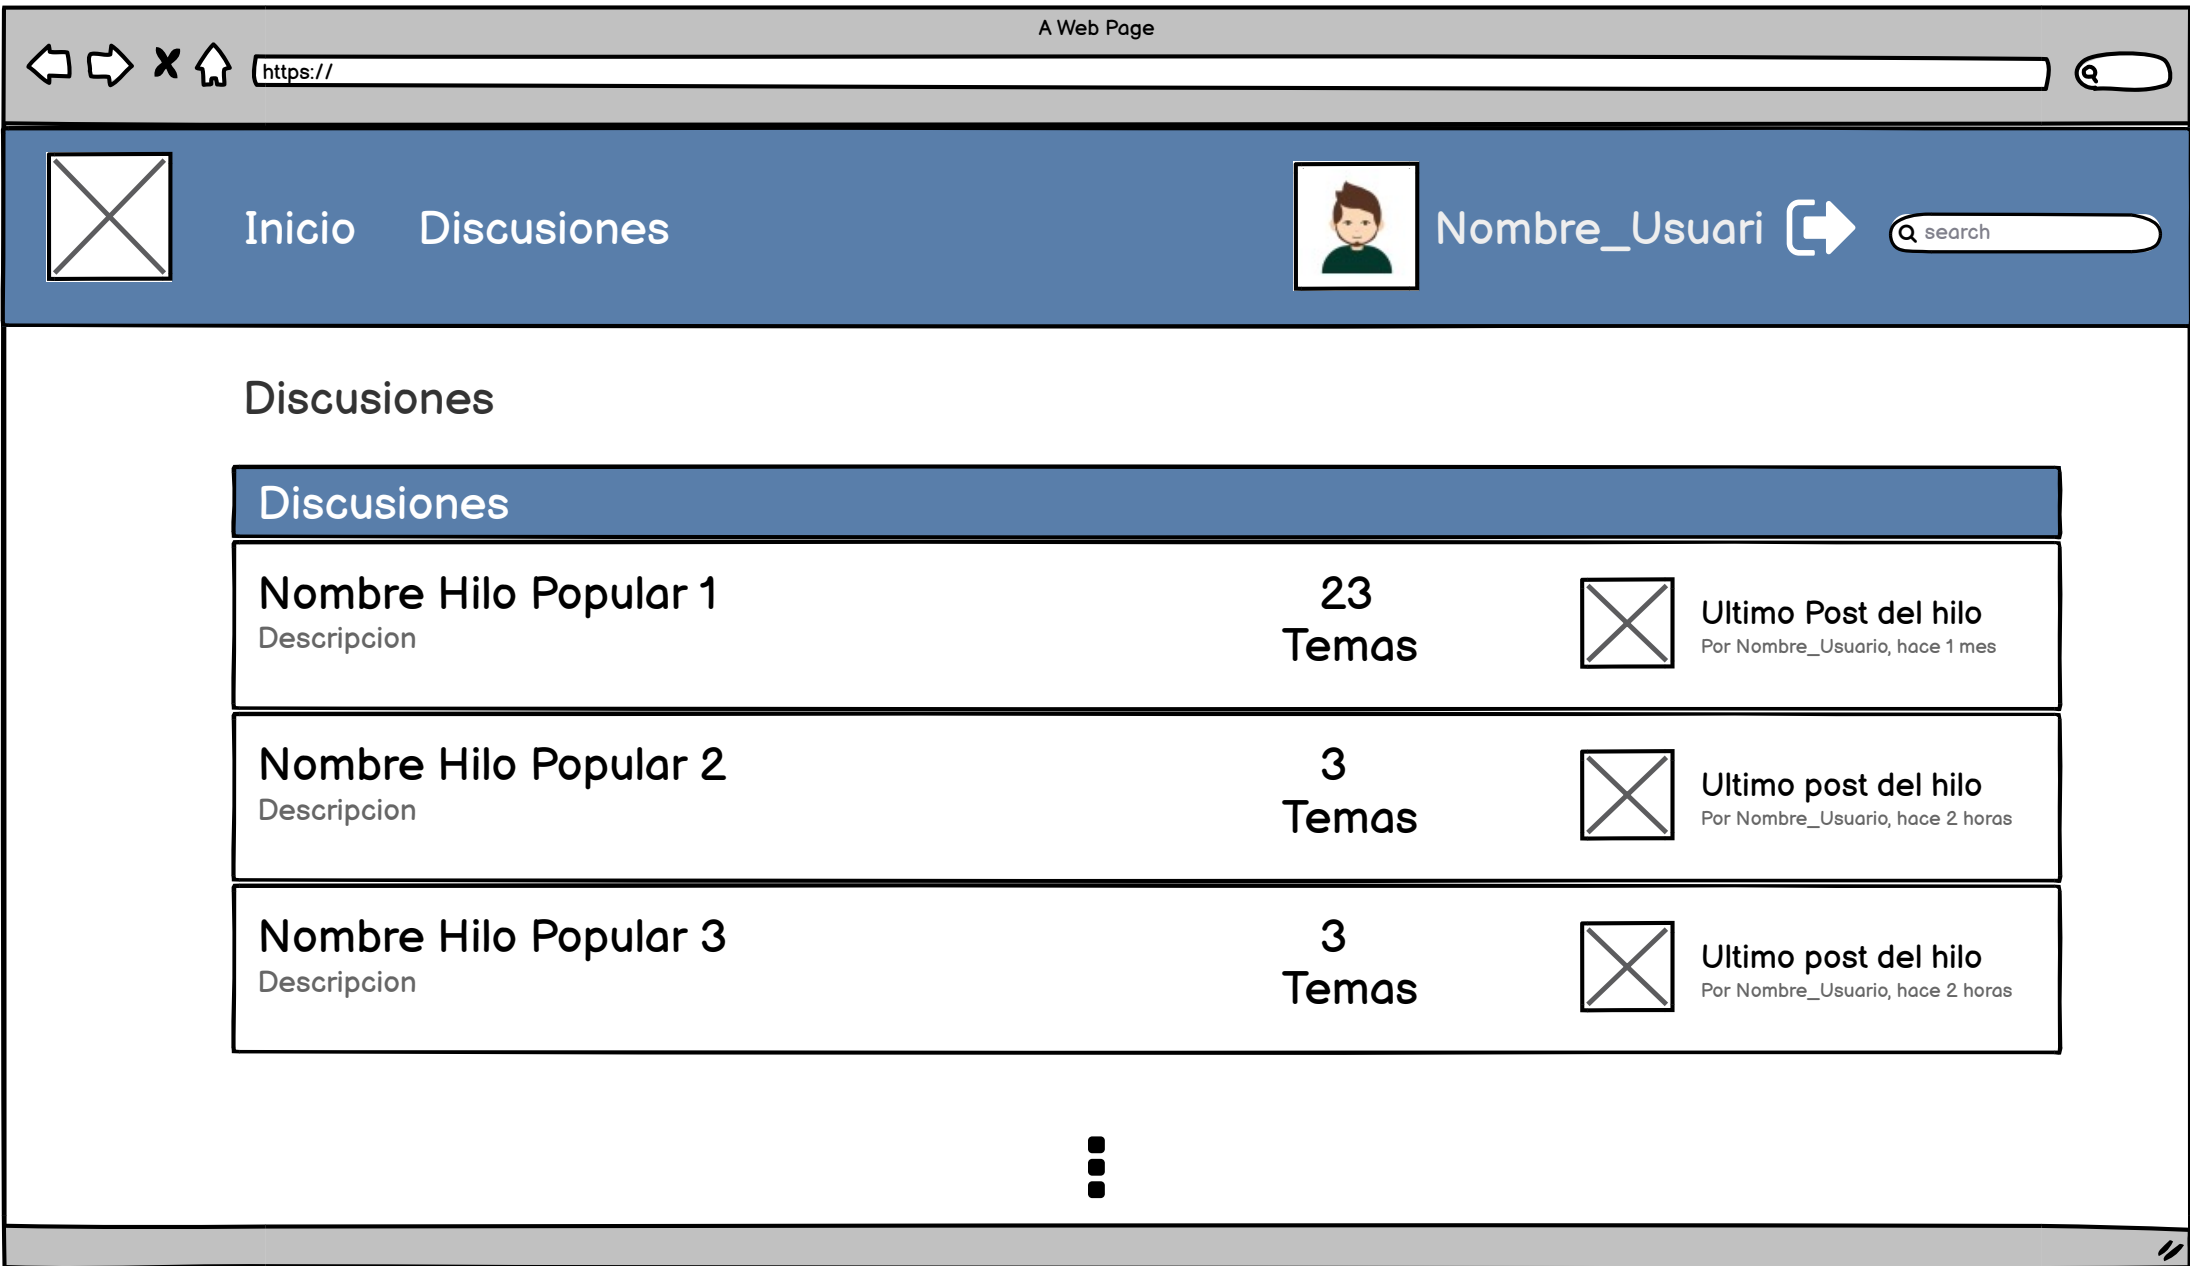 A Web Page
https://
Inicio Discusiones Nombre_Usuari search
Discusiones
Discusiones
Nombre Hilo Popular 1
Descripcion
23
Temas
Ultimo Post del hilo
Por Nombre_Usuario, hace 1 mes
Nombre Hilo Popular 2
Descripcion
3
Temas
Ultimo post del hilo
Por Nombre_Usuario, hace 2 horas
Nombre Hilo Popular 3
Descripcion
3
Temas
Ultimo post del hilo
Por Nombre_Usuario, hace 2 horas